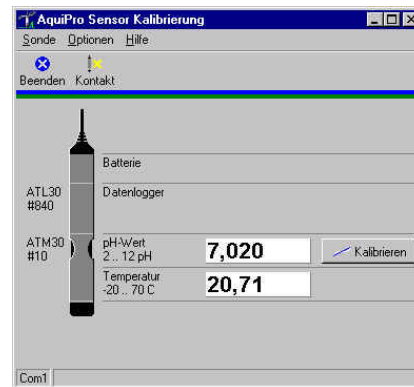 AquiPro Sensor Kalibrierung
Sonde Optionen Hilfe
Beenden Kontakt
Batterie
ATL30 Datenlogger
#840
ATM30 pH-Wert 7,020 Kalibrieren
#10 2 .. 12 pH
Temperatur 20,71
-20 .. 70 C
Com1